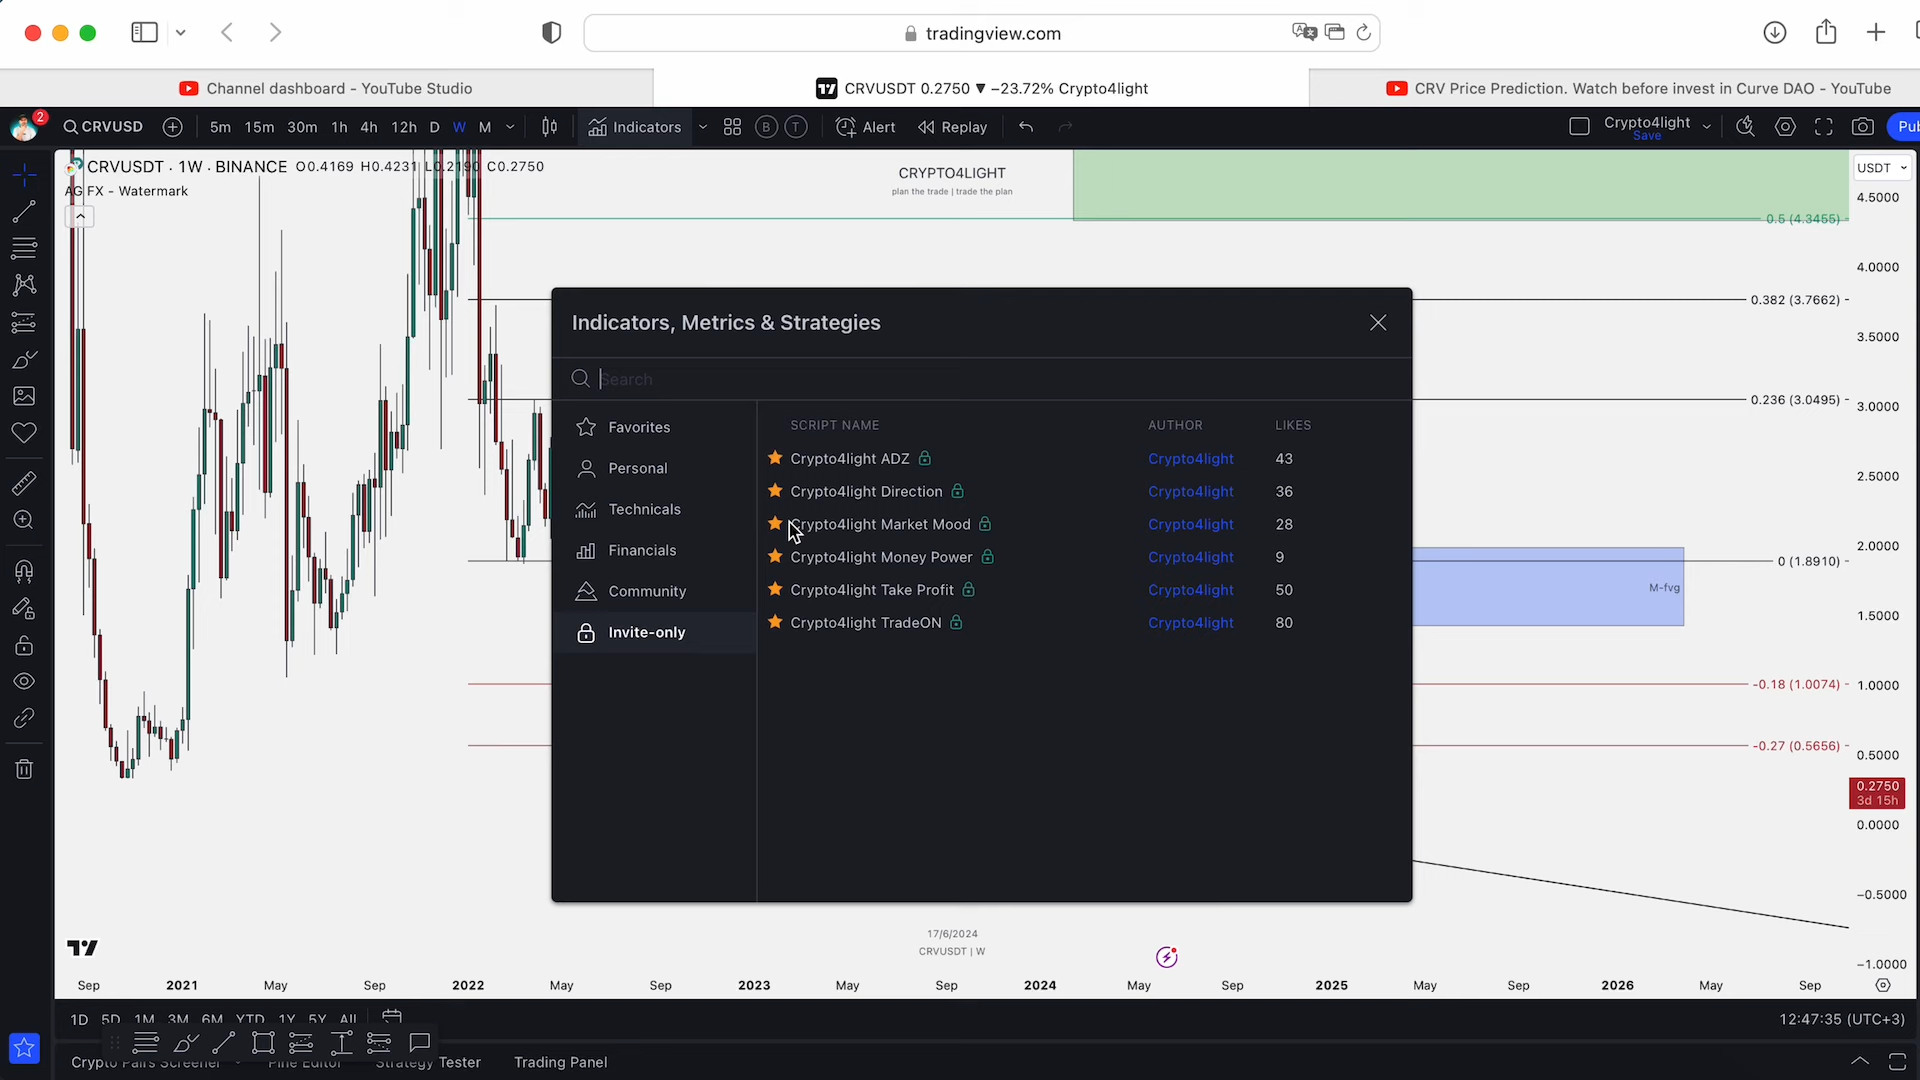 tradingview.com
Channel dashboard - YouTube Studio
CRVUSDT 0.2750 ▼ −23.72% Crypto4light
CRV Price Prediction. Watch before invest in Curve DAO - YouTube
2
CRVUSD
5m 15m 30m 1h 4h 12h D W M
Indicators
B T
Alert
Replay
Crypto4light
Save
Pub
CRVUSDT · 1W · BINANCE O0.4169 H0.4231 L0.2190 C0.2750
AG FX - Watermark
CRYPTO4LIGHT
plan the trade | trade the plan
USDT
4.5000
0.5 (4.3455)
4.0000
0.382 (3.7662)
3.5000
0.236 (3.0495)
3.0000
2.5000
2.0000
0 (1.8910)
M-fvg
1.5000
-0.18 (1.0074)
1.0000
-0.27 (0.5656)
0.5000
0.2750
3d 15h
0.0000
−0.5000
−1.0000
Indicators, Metrics & Strategies
Search
Favorites
Personal
Technicals
Financials
Community
Invite-only
SCRIPT NAME AUTHOR LIKES
Crypto4light ADZ Crypto4light 43
Crypto4light Direction Crypto4light 36
Crypto4light Market Mood Crypto4light 28
Crypto4light Money Power Crypto4light 9
Crypto4light Take Profit Crypto4light 50
Crypto4light TradeON Crypto4light 80
17/6/2024
CRVUSDT | W
Sep 2021 May Sep 2022 May Sep 2023 May Sep 2024 May Sep 2025 May Sep 2026 May Sep
1D 5D 1M 3M 6M YTD 1Y 5Y All
12:47:35 (UTC+3)
Crypto Pairs Screener Pine Editor Strategy Tester Trading Panel